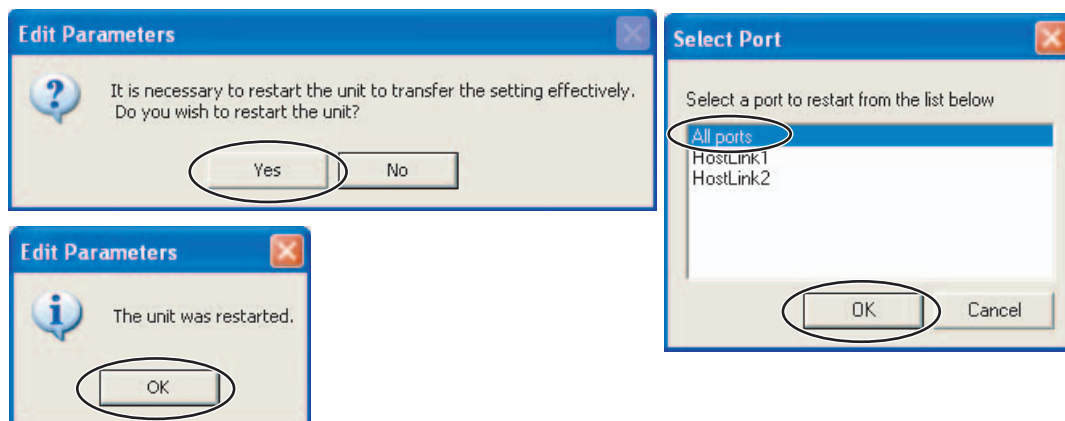 Edit Parameters
It is necessary to restart the unit to transfer the setting effectively.
Do you wish to restart the unit?
Yes
No
Select Port
Select a port to restart from the list below
All ports
HostLink1
HostLink2
OK
Cancel
Edit Parameters
The unit was restarted.
OK